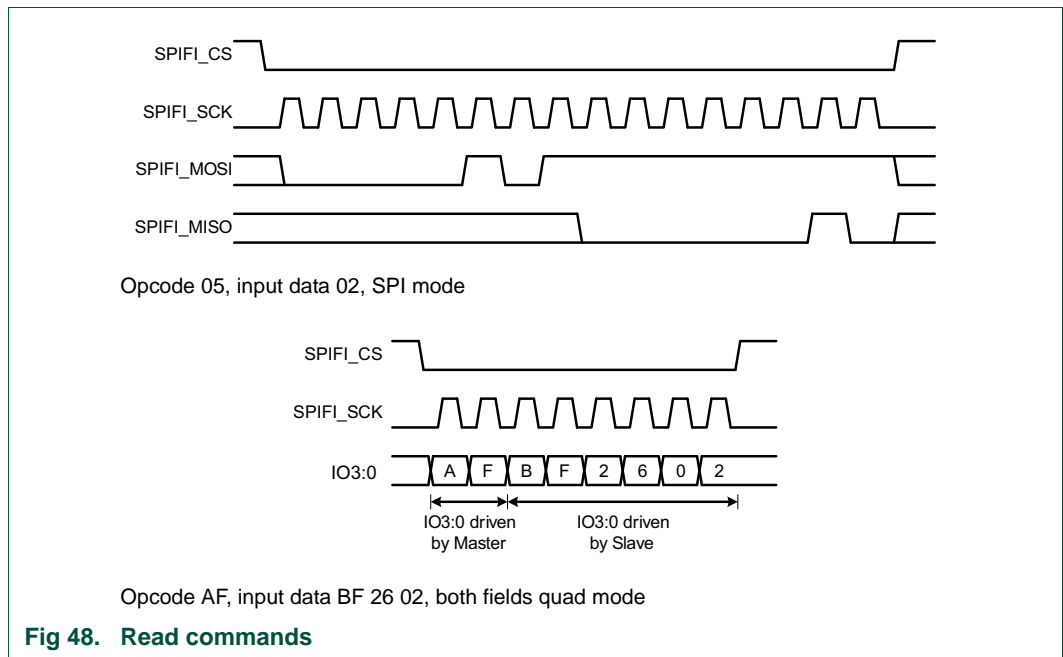 SPIFI_CS
SPIFI_SCK
SPIFI_MOSI
SPIFI_MISO
Opcode 05, input data 02, SPI mode
SPIFI_CS
SPIFI_SCK
IO3:0 A F B F 2 6 0 2
IO3:0 driven IO3:0 driven
by Master by Slave
Opcode AF, input data BF 26 02, both fields quad mode
Fig 48. Read commands